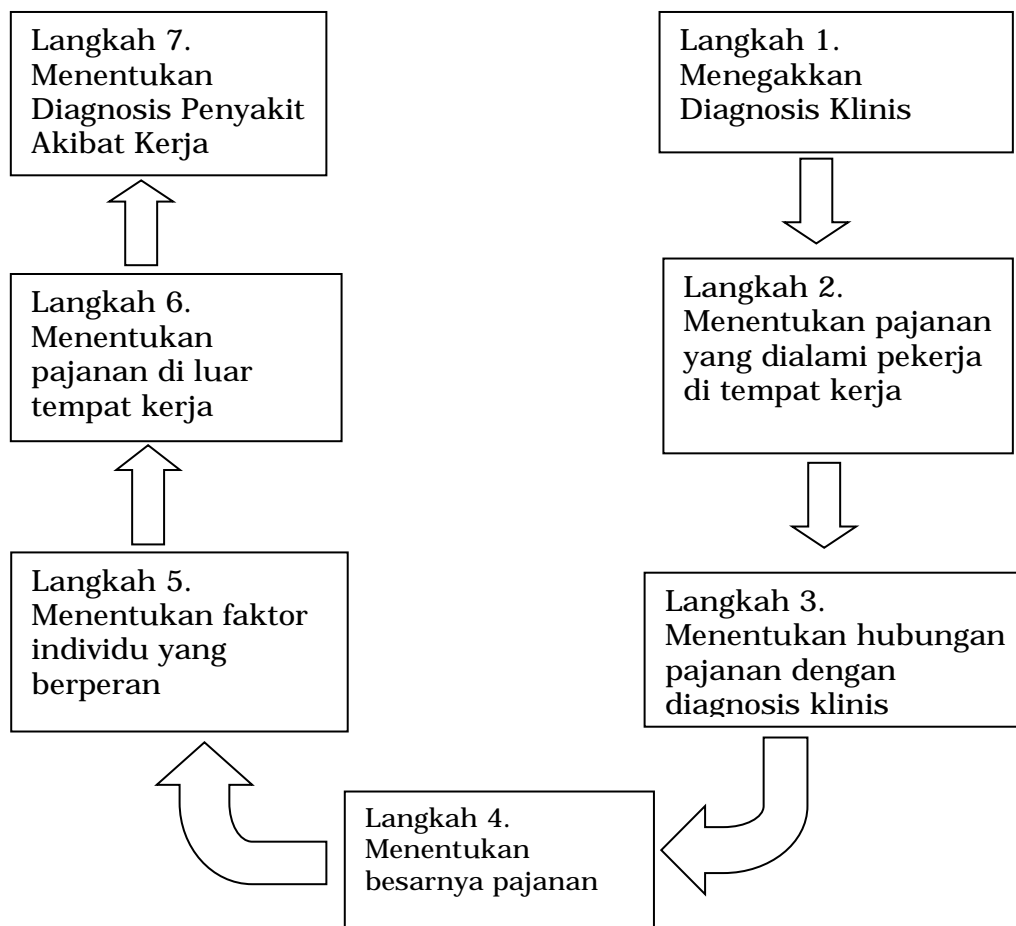 Langkah 1.
Menegakkan
Diagnosis Klinis
Langkah 2.
Menentukan pajanan
yang dialami pekerja
di tempat kerja
Langkah 3.
Menentukan hubungan
pajanan dengan
diagnosis klinis
Langkah 4.
Menentukan
besarnya pajanan
Langkah 5.
Menentukan faktor
individu yang
berperan
Langkah 6.
Menentukan
pajanan di luar
tempat kerja
Langkah 7.
Menentukan
Diagnosis Penyakit
Akibat Kerja